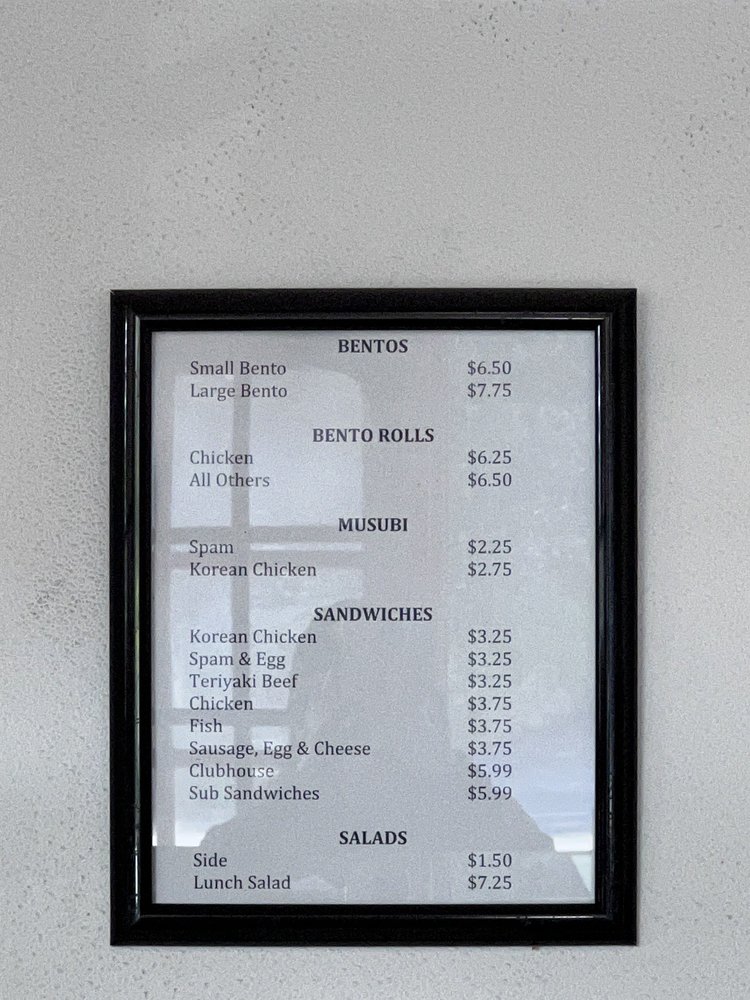 BENTOS
Small Bento $6.50
Large Bento $7.75
BENTO ROLLS
Chicken $6.25
All Others $6.50
MUSUBI
Spam $2.25
Korean Chicken $2.75
SANDWICHES
Korean Chicken $3.25
Spam & Egg $3.25
Teriyaki Beef $3.25
Chicken $3.75
Fish $3.75
Sausage, Egg & Cheese $3.75
Clubhouse $5.99
Sub Sandwiches $5.99
SALADS
Side $1.50
Lunch Salad $7.25